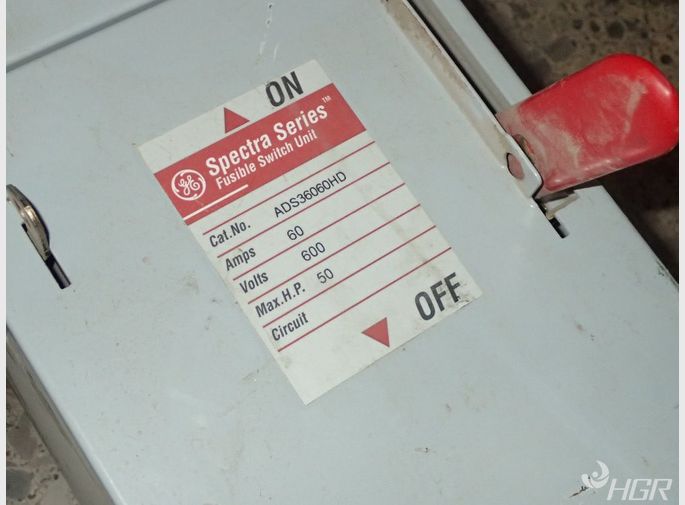 ON
Spectra Series™
Fusible Switch Unit
GE
Cat.No. ADS36060HD
Amps 60
Volts 600
Max.H.P. 50
Circuit
OFF
HGR